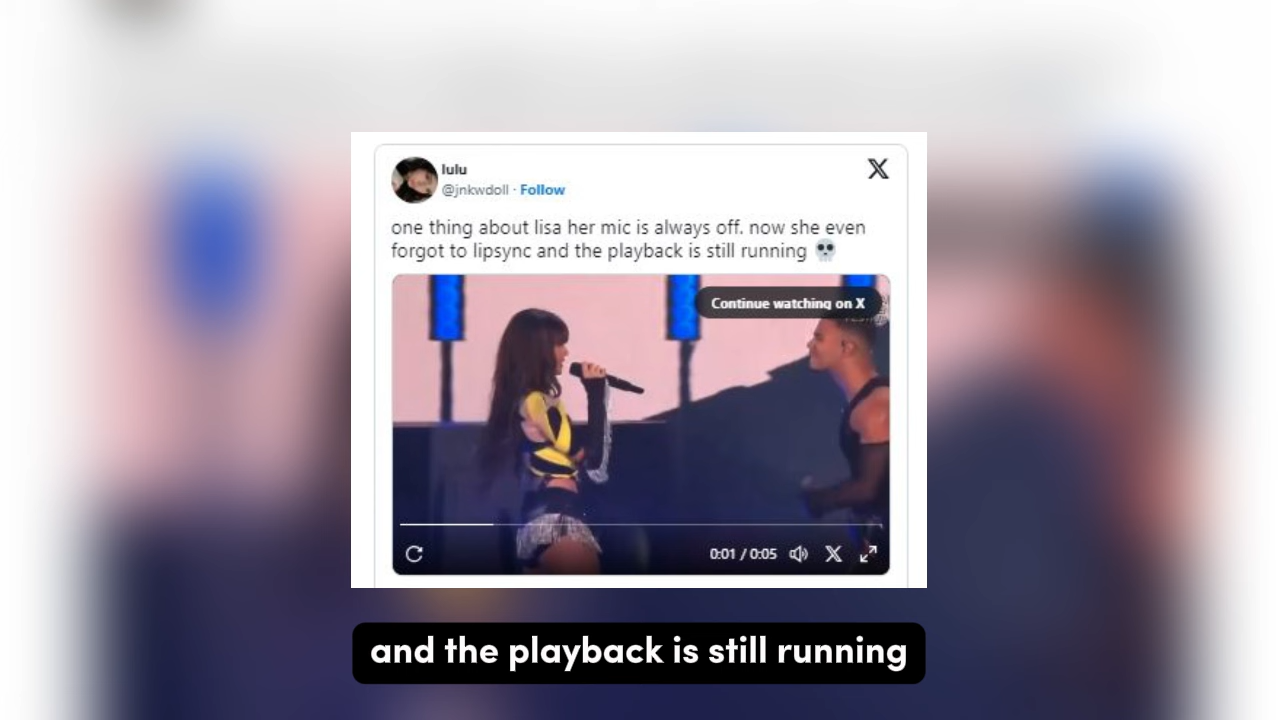 lulu
@jnkwdoll · Follow
one thing about lisa her mic is always off. now she even
forgot to lipsync and the playback is still running 💀
Continue watching on X
0:01 / 0:05
and the playback is still running